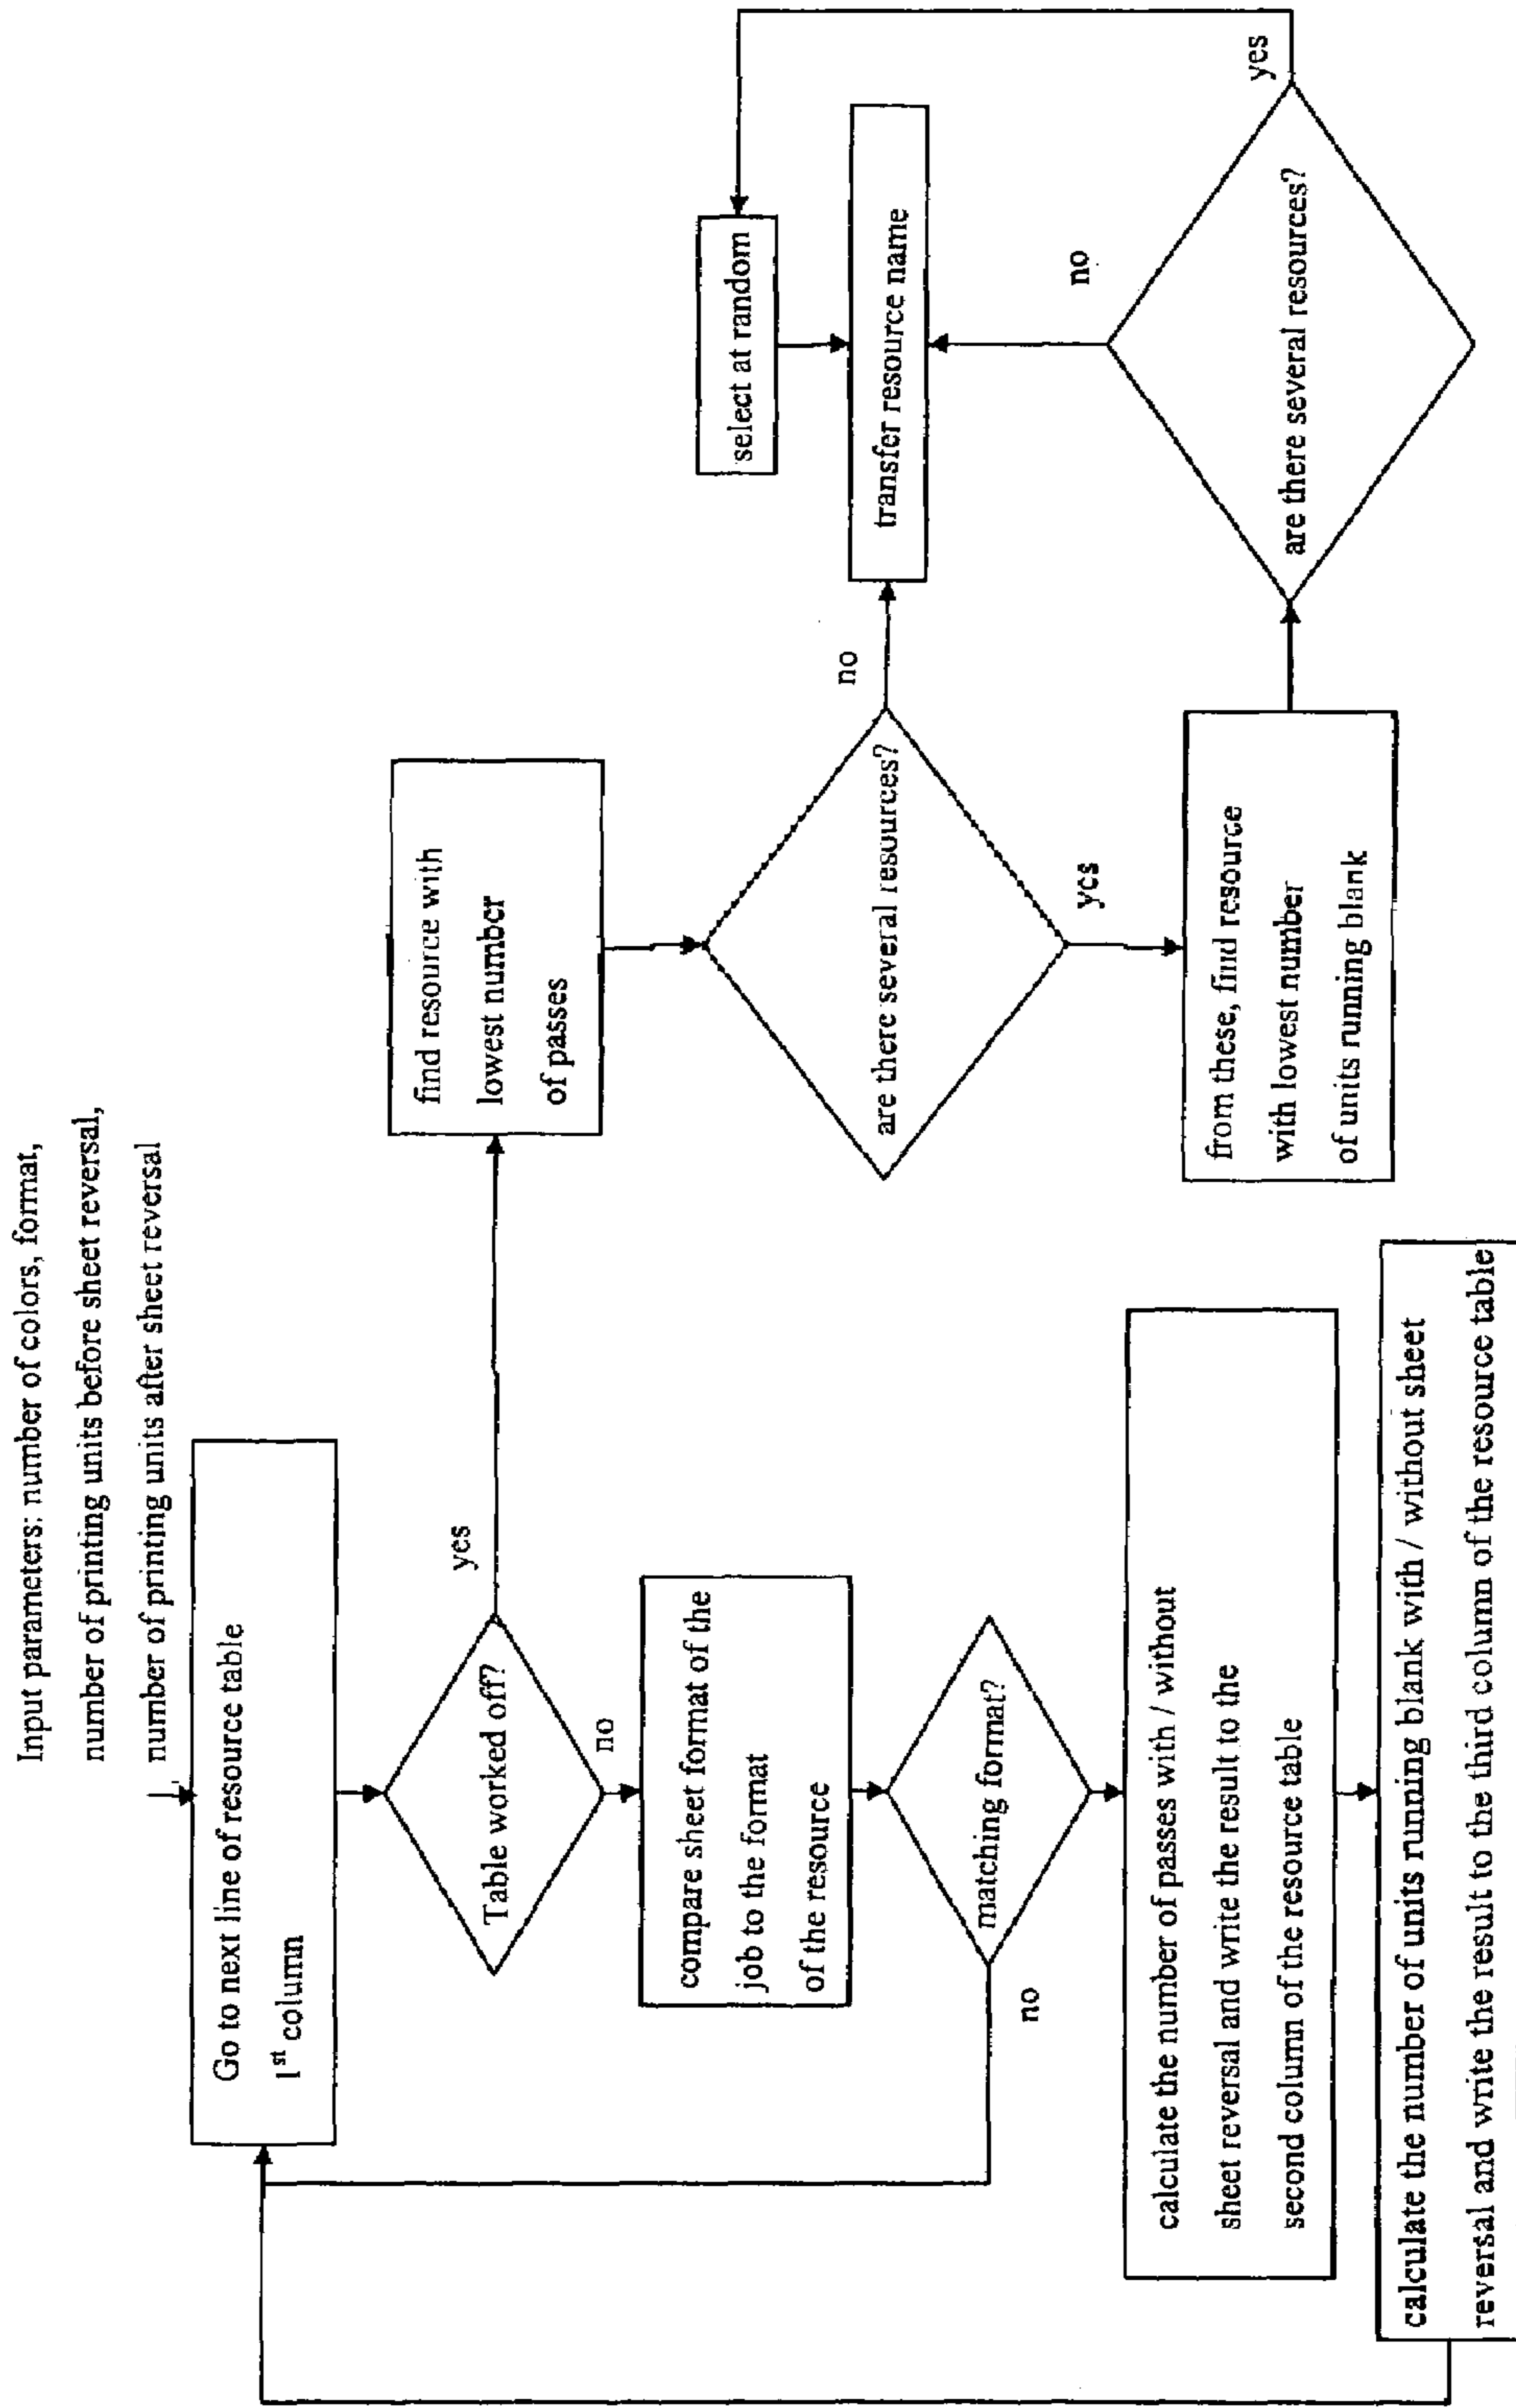 Input parameters: number of colors, format,
number of printing units before sheet reversal,
number of printing units after sheet reversal
Go to next line of resource table
1st column
Table worked off?
yes
no
compare sheet format of the
job to the format
of the resource
matching format?
no
calculate the number of passes with / without
sheet reversal and write the result to the
second column of the resource table
calculate the number of units running blank with / without sheet
reversal and write the result to the third column of the resource table
find resource with
lowest number
of passes
are there several resources?
no
yes
from these, find resource
with lowest number
of units running blank
are there several resources?
no
yes
select at random
transfer resource name